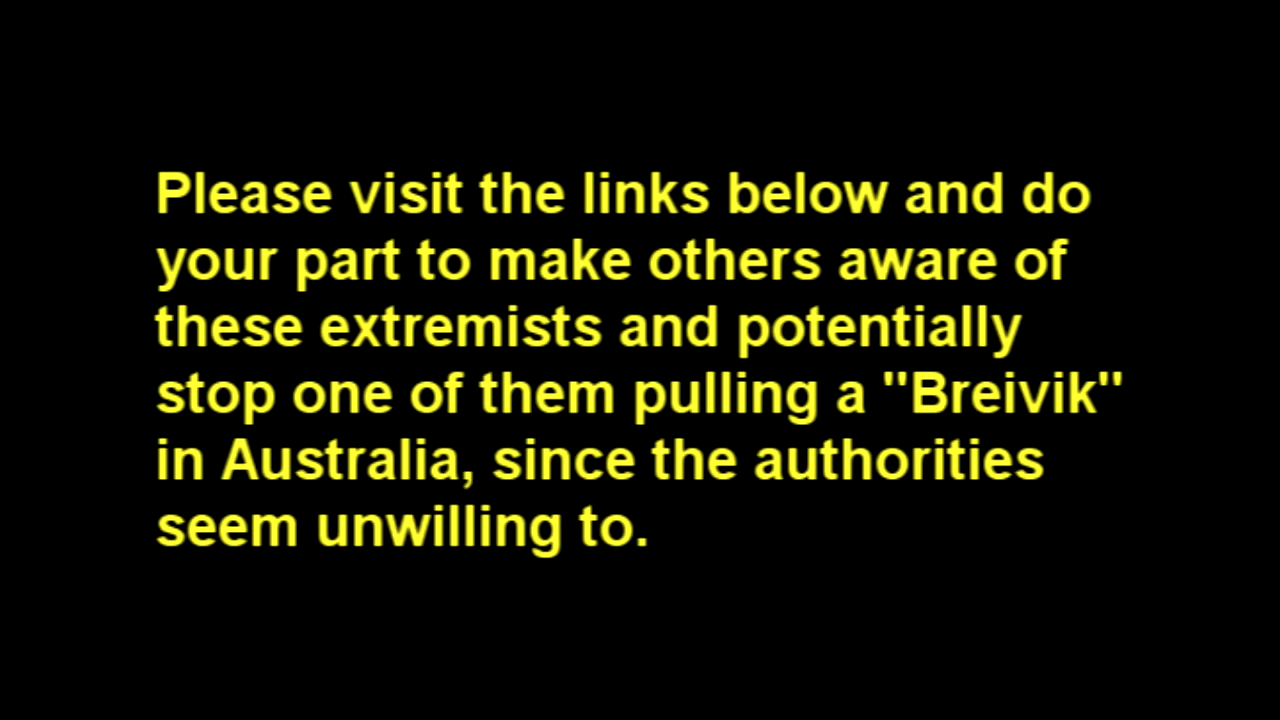 Please visit the links below and do
your part to make others aware of
these extremists and potentially
stop one of them pulling a "Breivik"
in Australia, since the authorities
seem unwilling to.